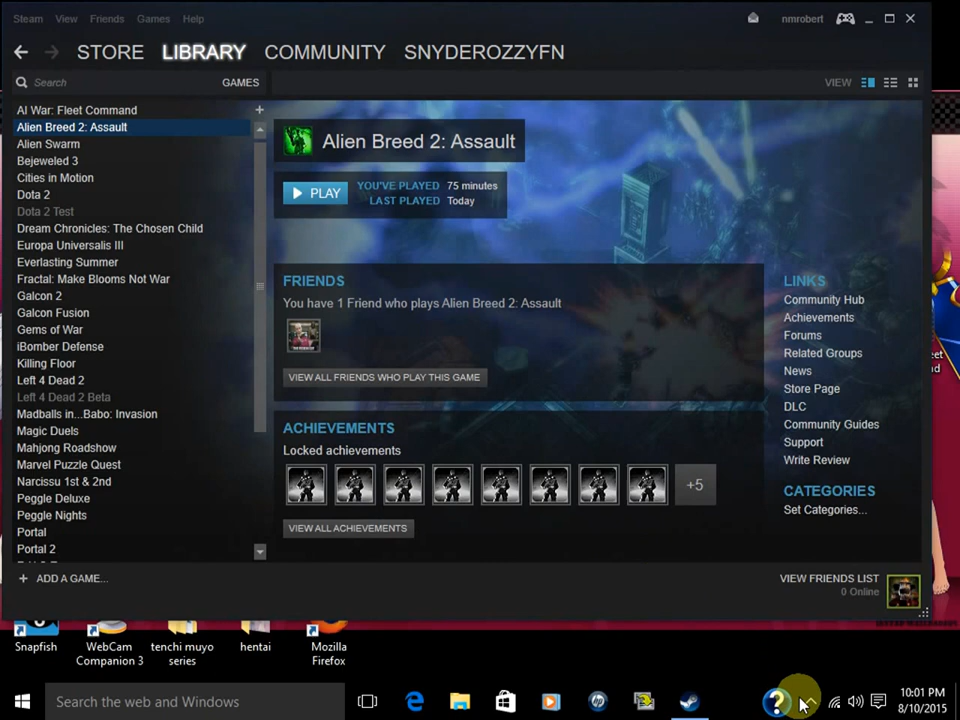 Steam View Friends Games Help nmrobert
STORE LIBRARY COMMUNITY SNYDEROZZYFN
Search GAMES VIEW
AI War: Fleet Command
Alien Breed 2: Assault
Alien Swarm
Bejeweled 3
Cities in Motion
Dota 2
Dota 2 Test
Dream Chronicles: The Chosen Child
Europa Universalis III
Everlasting Summer
Fractal: Make Blooms Not War
Galcon 2
Galcon Fusion
Gems of War
iBomber Defense
Killing Floor
Left 4 Dead 2
Left 4 Dead 2 Beta
Madballs in...Babo: Invasion
Magic Duels
Mahjong Roadshow
Marvel Puzzle Quest
Narcissu 1st & 2nd
Peggle Deluxe
Peggle Nights
Portal
Portal 2
+ ADD A GAME...
Alien Breed 2: Assault
PLAY
YOU'VE PLAYED 75 minutes
LAST PLAYED Today
FRIENDS
You have 1 Friend who plays Alien Breed 2: Assault
VIEW ALL FRIENDS WHO PLAY THIS GAME
ACHIEVEMENTS
Locked achievements
+5
VIEW ALL ACHIEVEMENTS
LINKS
Community Hub
Achievements
Forums
Related Groups
News
Store Page
DLC
Community Guides
Support
Write Review
CATEGORIES
Set Categories...
VIEW FRIENDS LIST
0 Online
Snapfish
WebCam
Companion 3
tenchi muyo
series
hentai
Mozilla
Firefox
Search the web and Windows
10:01 PM
8/10/2015